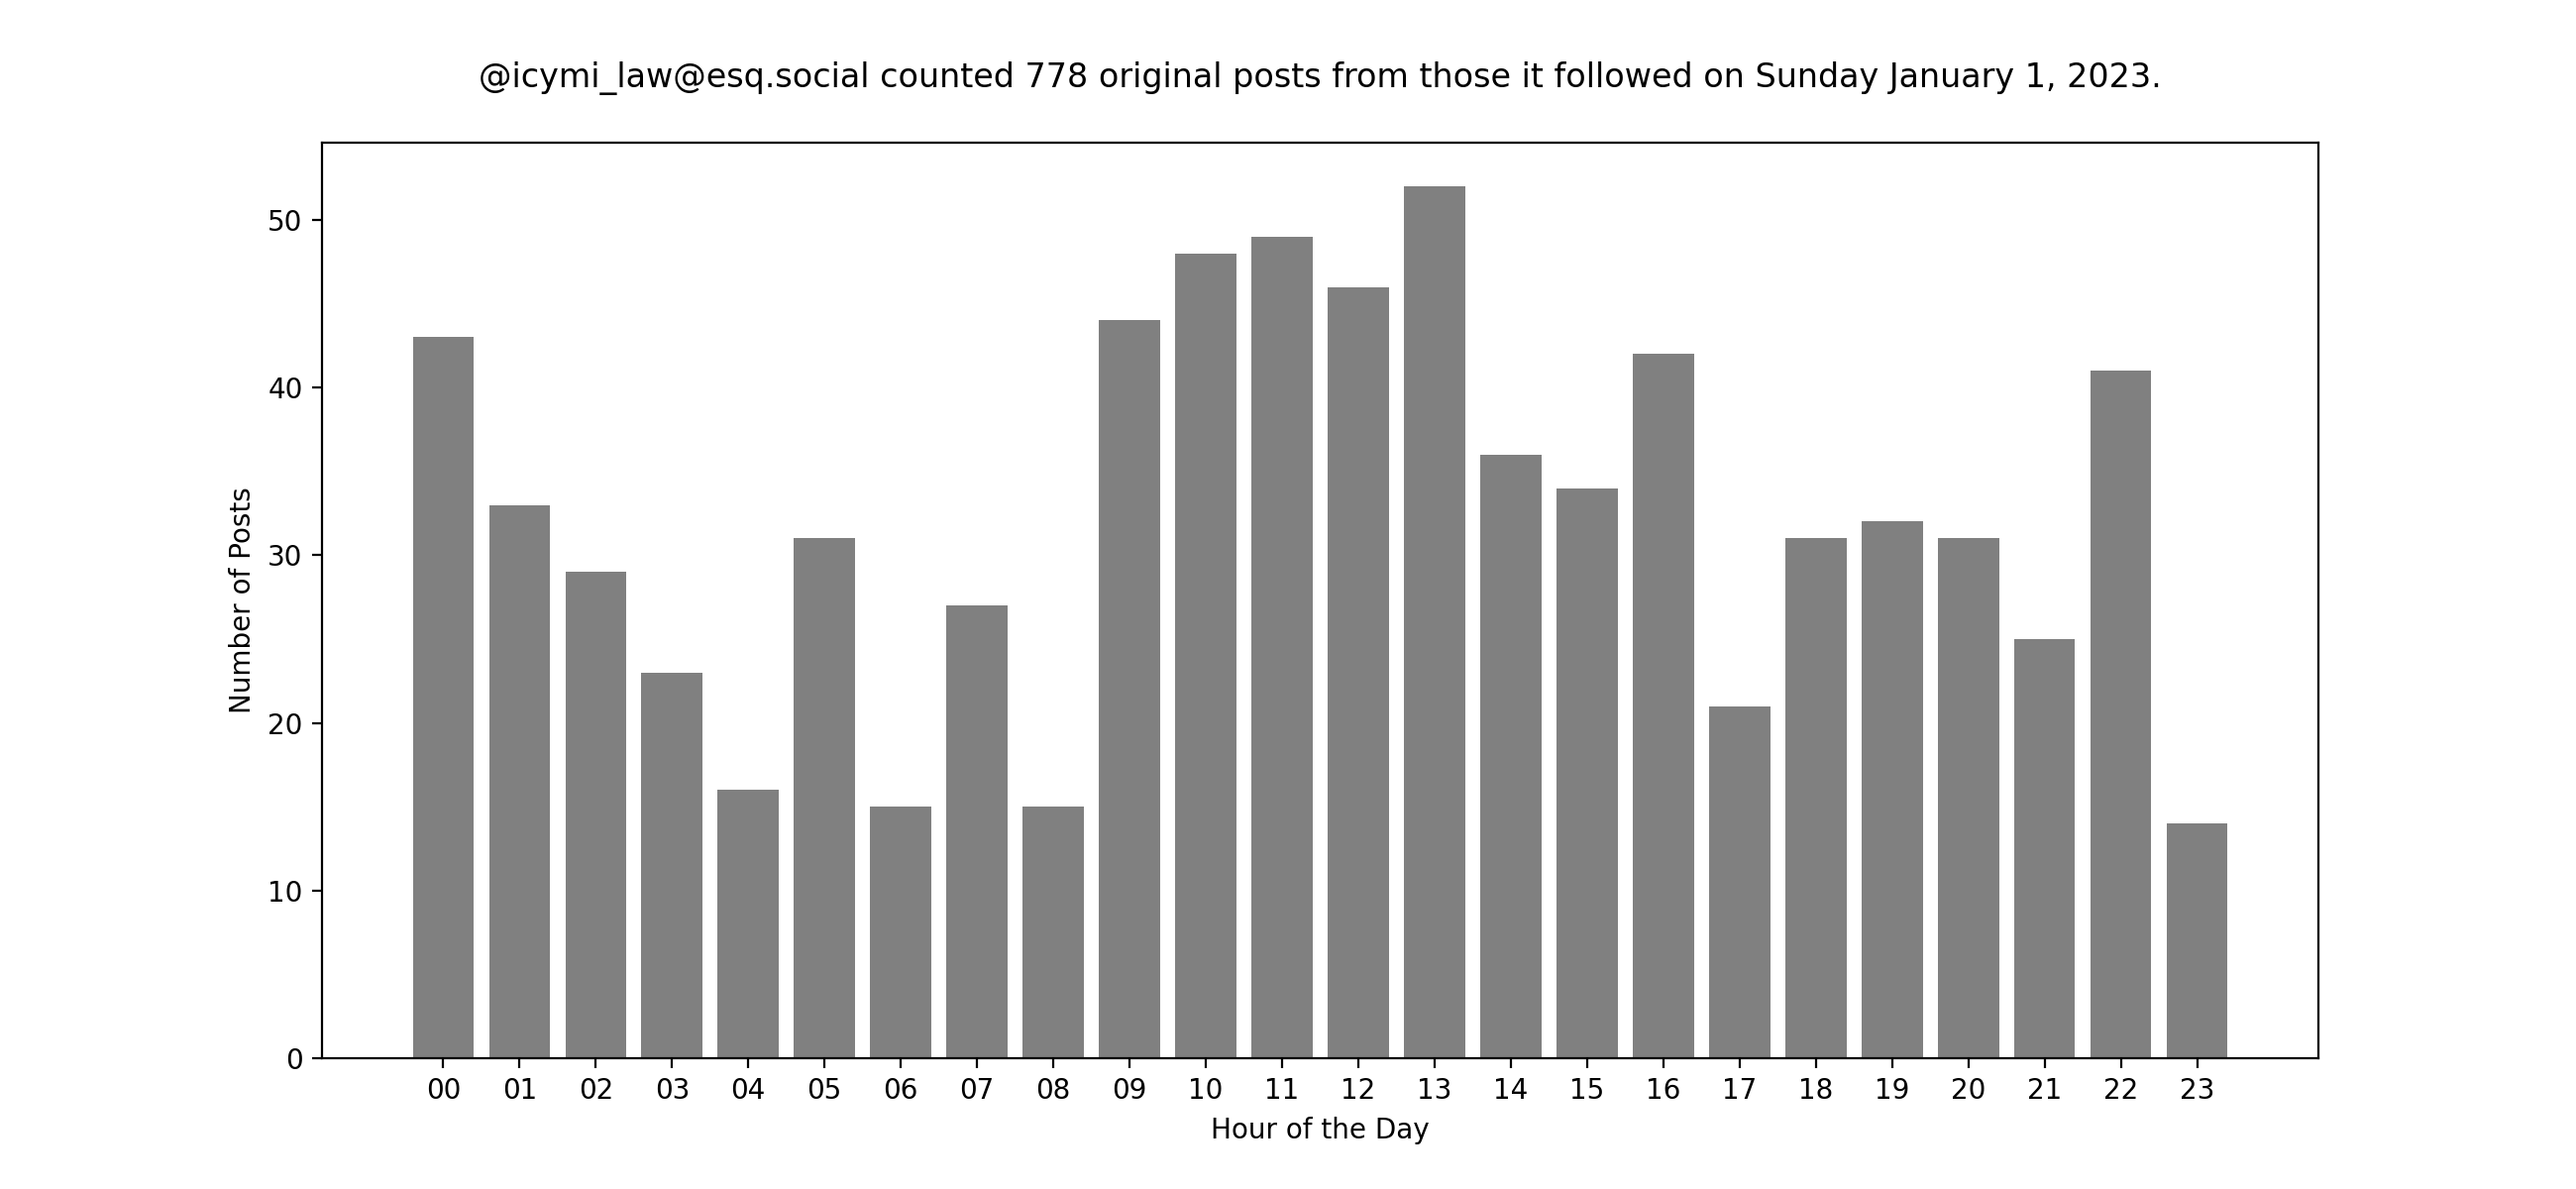 @icymi_law@esq.social counted 778 original posts from those it followed on Sunday January 1, 2023.
50
40
30
20
10
0
Number of Posts
00 01 02 03 04 05 06 07 08 09 10 11 12 13 14 15 16 17 18 19 20 21 22 23
Hour of the Day